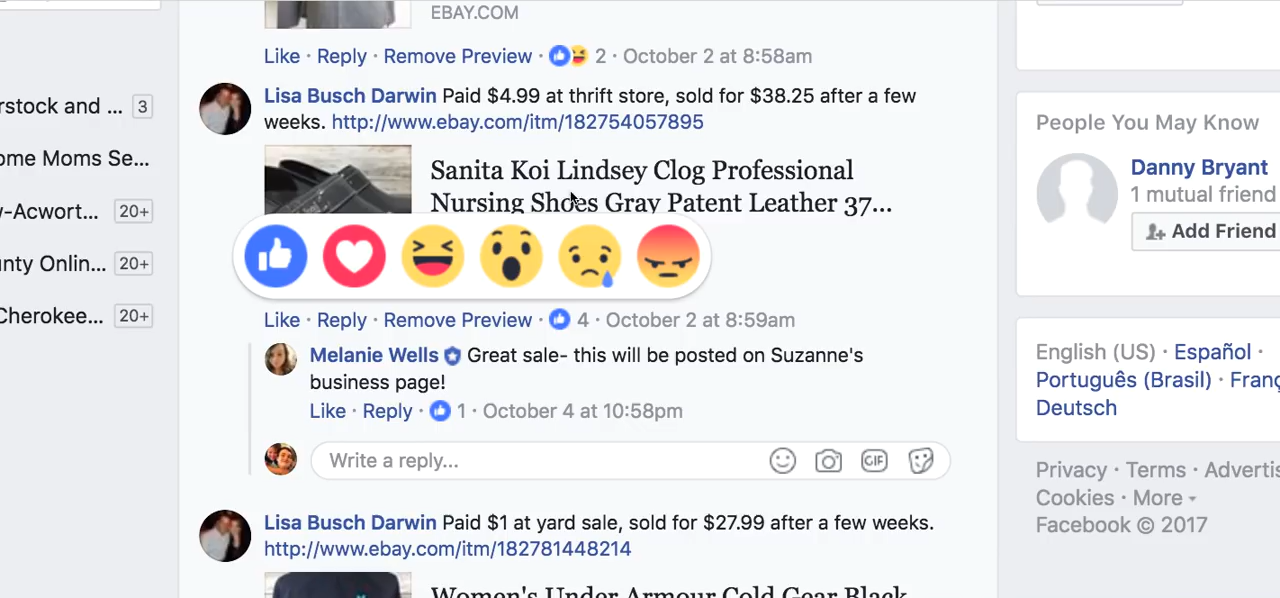 EBAY.COM
Like · Reply · Remove Preview · 2 · October 2 at 8:58am
Lisa Busch Darwin Paid $4.99 at thrift store, sold for $38.25 after a few
weeks. http://www.ebay.com/itm/182754057895
Sanita Koi Lindsey Clog Professional
Nursing Shoes Gray Patent Leather 37...
Like · Reply · Remove Preview · 4 · October 2 at 8:59am
Melanie Wells Great sale- this will be posted on Suzanne's
business page!
Like · Reply · 1 · October 4 at 10:58pm
Write a reply...
GIF
Lisa Busch Darwin Paid $1 at yard sale, sold for $27.99 after a few weeks.
http://www.ebay.com/itm/182781448214
Women's Under Armour Cold Gear Black
rstock and ... 3
ome Moms Se...
y-Acwort... 20+
unty Onlin... 20+
Cherokee... 20+
People You May Know
Danny Bryant
1 mutual friend
Add Friend
English (US) · Español ·
Português (Brasil) · Franç
Deutsch
Privacy · Terms · Advertis
Cookies · More
Facebook © 2017